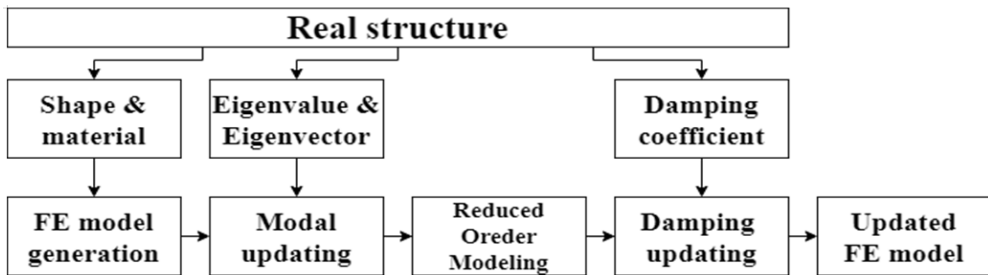 Real structure
Shape &
material
Eigenvalue &
Eigenvector
Damping
coefficient
FE model
generation
Modal
updating
Reduced
Oreder
Modeling
Damping
updating
Updated
FE model